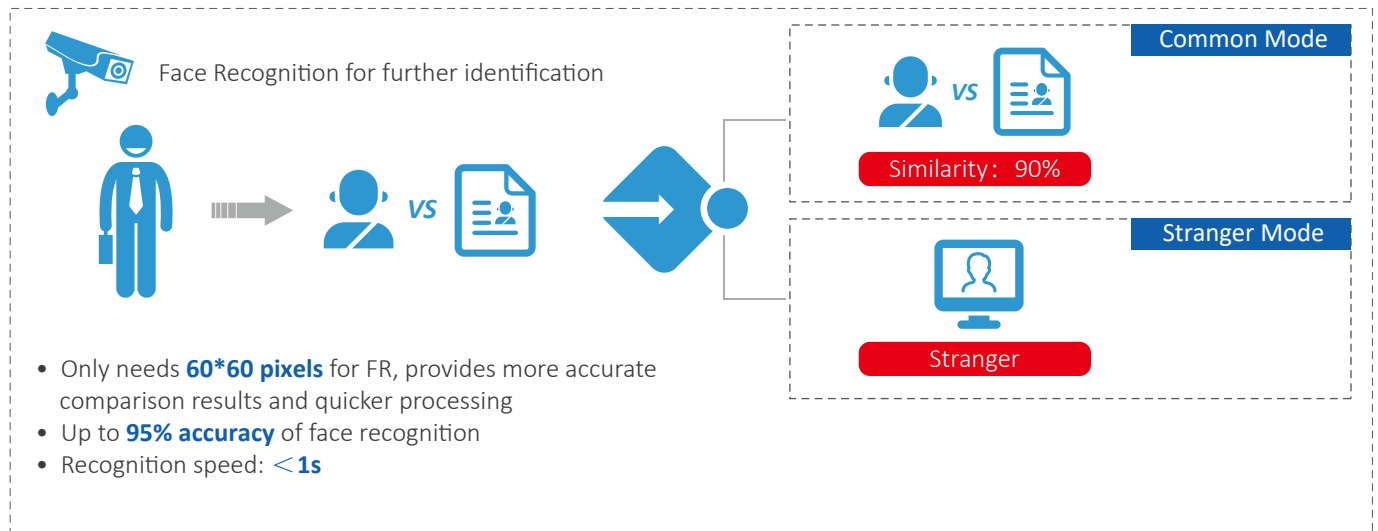 Face Recognition for further identification
VS
Common Mode
VS
Similarity： 90%
Stranger Mode
Stranger
• Only needs 60*60 pixels for FR, provides more accurate
comparison results and quicker processing
• Up to 95% accuracy of face recognition
• Recognition speed: ＜1s